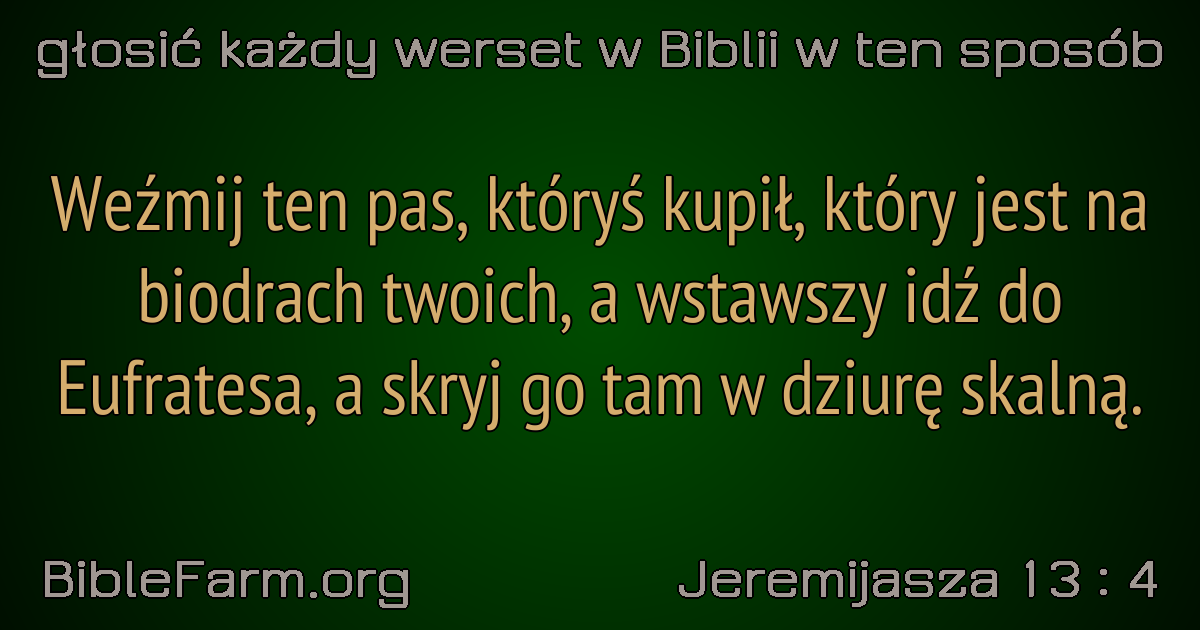 głosić każdy werset w Biblii w ten sposób
Weźmij ten pas, któryś kupił, który jest na
biodrach twoich, a wstawszy idź do
Eufratesa, a skryj go tam w dziurę skalną.
BibleFarm.org
Jeremijasza 13 : 4